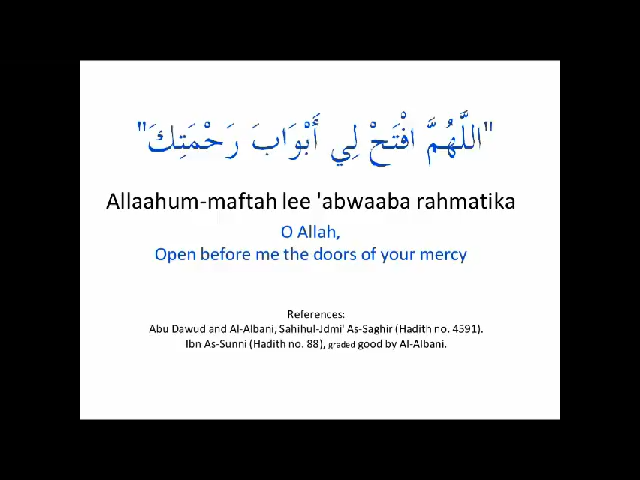 "اللَّهُمَّ افْتَحْ لِي أَبْوَابَ رَحْمَتِكَ"
Allaahum-maftah lee 'abwaaba rahmatika
O Allah,
Open before me the doors of your mercy
References:
Abu Dawud and Al-Albani, Sahihul-Jdmi' As-Saghir (Hadith no. 4591).
Ibn As-Sunni (Hadith no. 88), graded good by Al-Albani.